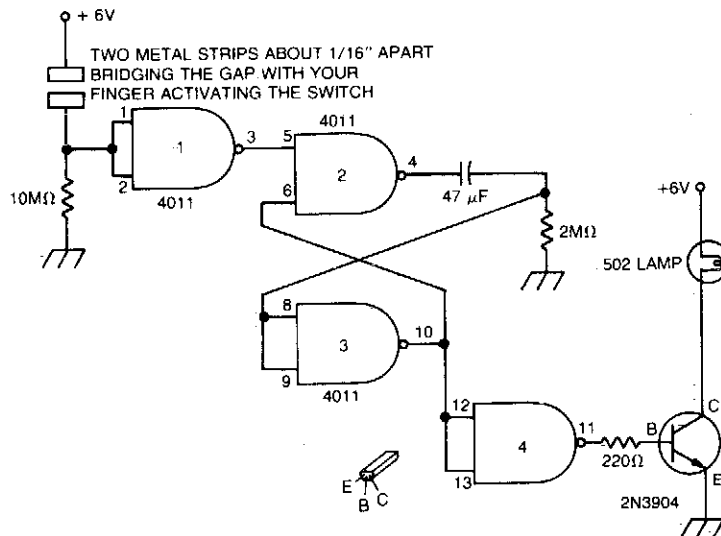 + 6V
TWO METAL STRIPS ABOUT 1/16" APART
BRIDGING THE GAP WITH YOUR
FINGER ACTIVATING THE SWITCH
1
2
1
3
4011
10MΩ
4011
5
6
2
4
47 µF
2MΩ
8
9
3
10
4011
12
13
4
11
220Ω
+6V
502 LAMP
B
C
E
2N3904
E
B
C